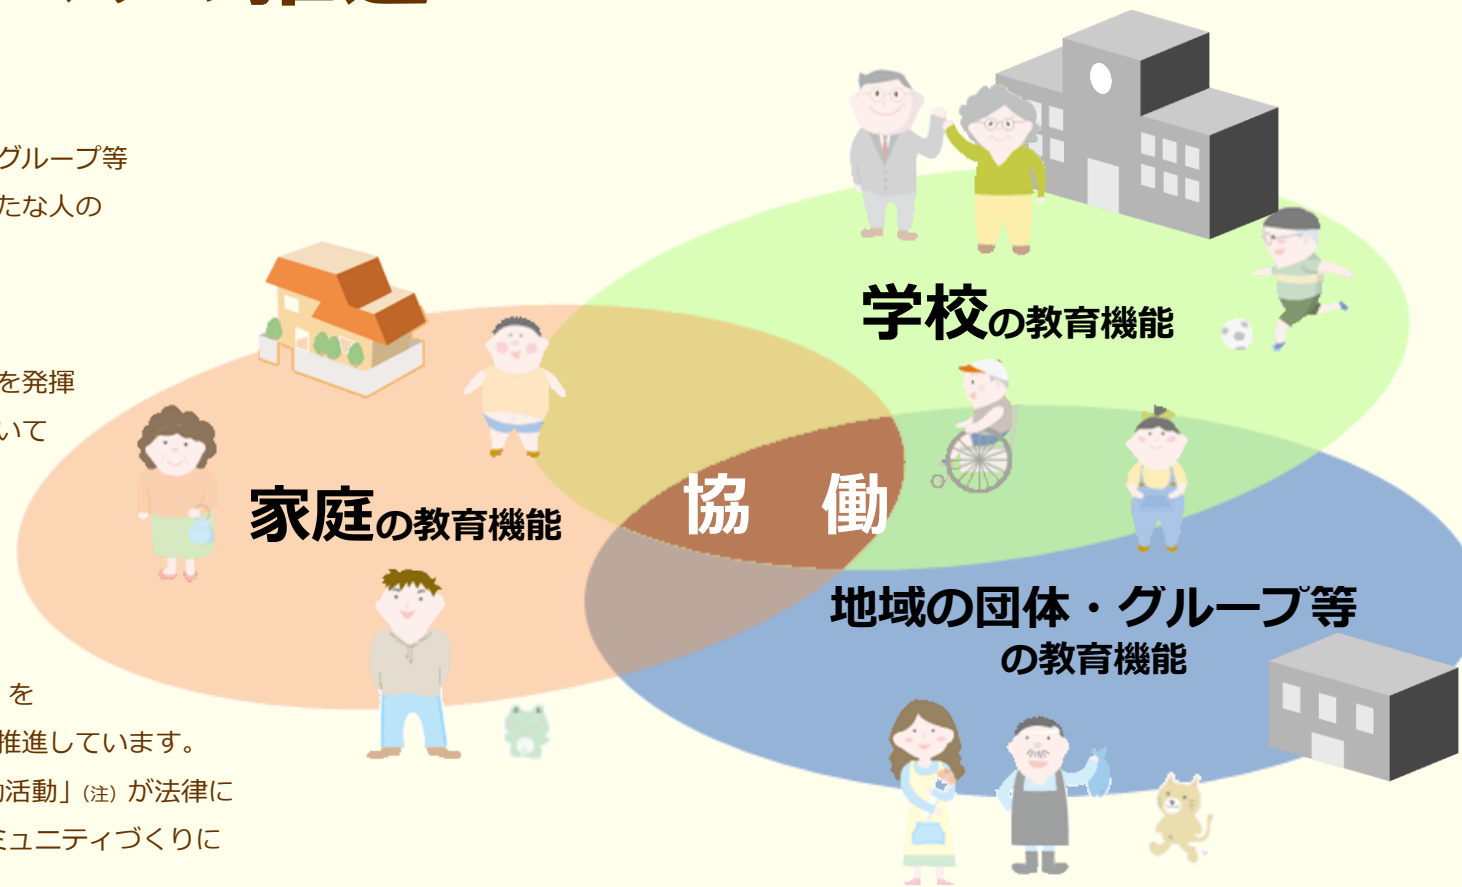 グループ等
たな人の
を発揮
いて
を
推進しています。
活動」(注)が法律に
ミュニティづくりに
学校の教育機能
家庭の教育機能
協 働
地域の団体・グループ等
の教育機能